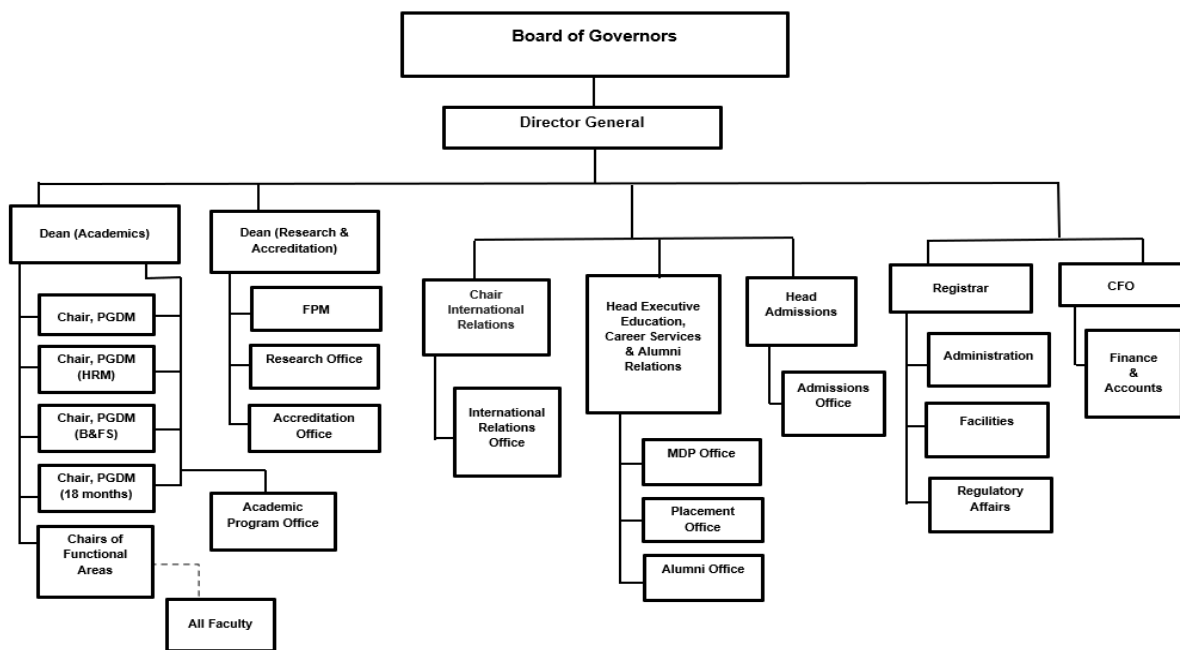 Board of Governors
Director General
Dean (Academics)
Chair, PGDM
Chair, PGDM
(HRM)
Chair, PGDM
(B&FS)
Chair, PGDM
(18 months)
Chairs of
Functional
Areas
All Faculty
Academic
Program Office
Dean (Research &
Accreditation)
FPM
Research Office
Accreditation
Office
Chair
International
Relations
International
Relations
Office
Head Executive
Education,
Career Services
& Alumni
Relations
MDP Office
Placement
Office
Alumni Office
Head
Admissions
Admissions
Office
Registrar
Administration
Facilities
Regulatory
Affairs
CFO
Finance
&
Accounts